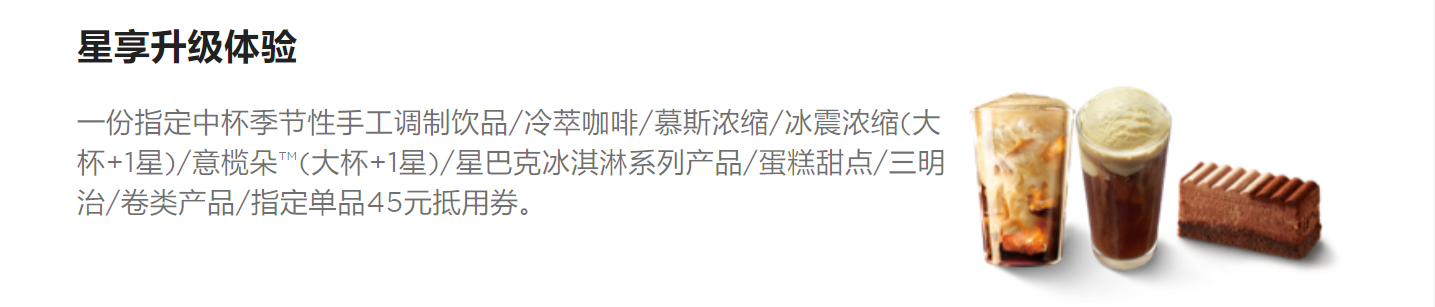 星享升级体验
一份指定中杯季节性手工调制饮品/冷萃咖啡/慕斯浓缩/冰震浓缩(大
杯+1星)/意榄朵™(大杯+1星)/星巴克冰淇淋系列产品/蛋糕甜点/三明
治/卷类产品/指定单品45元抵用券。